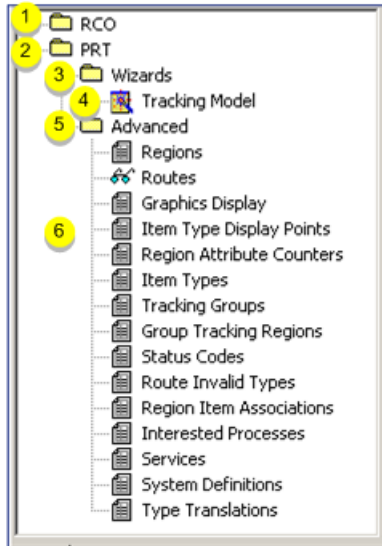 1 RCO
2 PRT
3 Wizards
4 Tracking Model
5 Advanced
Regions
Routes
Graphics Display
6 Item Type Display Points
Region Attribute Counters
Item Types
Tracking Groups
Group Tracking Regions
Status Codes
Route Invalid Types
Region Item Associations
Interested Processes
Services
System Definitions
Type Translations